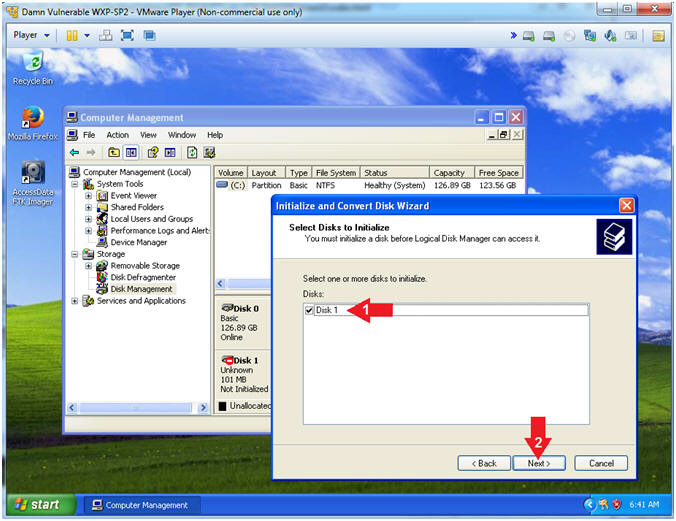 Damn Vulnerable WXP-SP2 - VMware Player (Non-commercial use only)
Player
Recycle Bin
Mozilla Firefox
AccessData
FTK Imager
Computer Management
File Action View Window Help
Computer Management (Local)
System Tools
Event Viewer
Shared Folders
Local Users and Groups
Performance Logs and Alert:
Device Manager
Storage
Removable Storage
Disk Defragmenter
Disk Management
Services and Applications
Volume Layout Type File System Status Capacity Free Space
(C:) Partition Basic NTFS Healthy (System) 126.89 GB 123.56 GB
Disk 0
Basic
126.89 GB
Online
Disk 1
Unknown
101 MB
Not Initialized
Unallocated
Initialize and Convert Disk Wizard
Select Disks to Initialize
You must initialize a disk before Logical Disk Manager can access it.
Select one or more disks to initialize.
Disks:
Disk 1
1
2
< Back
Next >
Cancel
start
Computer Management
6:41 AM